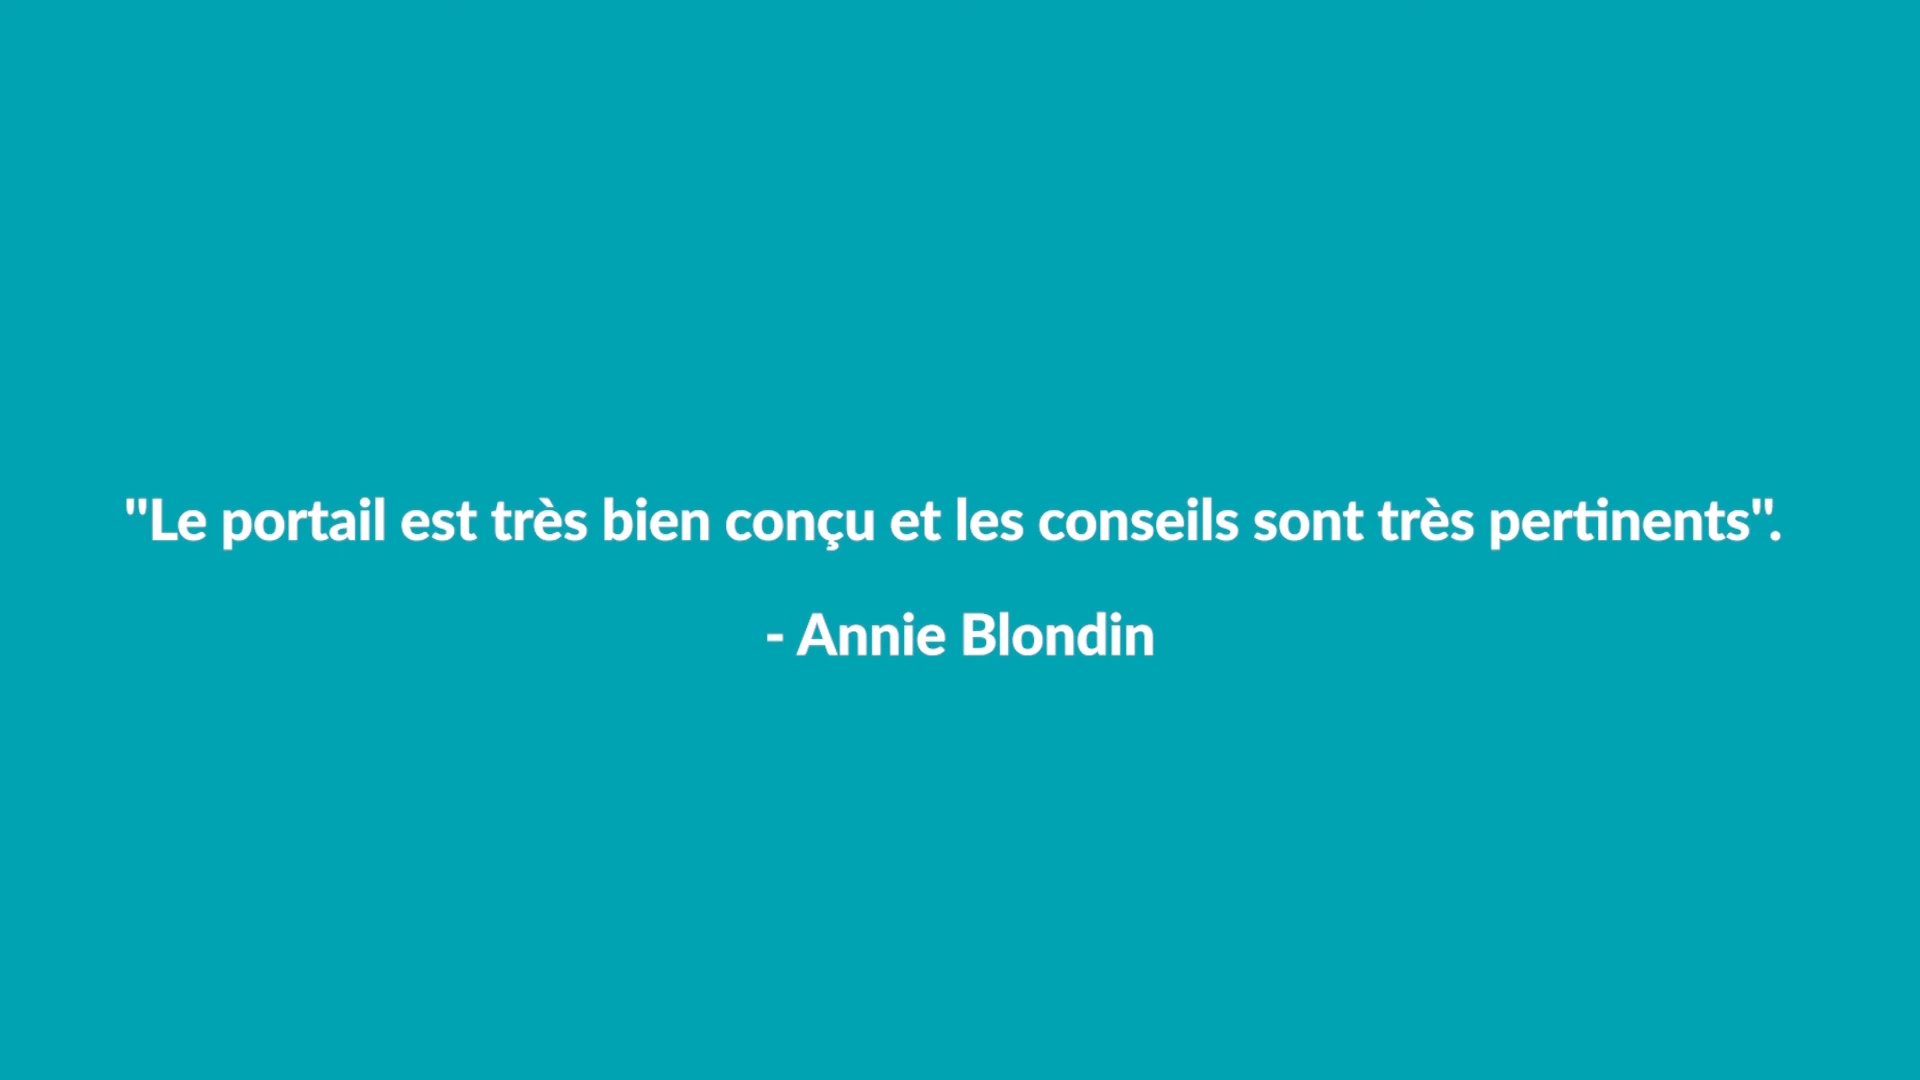 "Le portail est très bien conçu et les conseils sont très pertinents".
- Annie Blondin